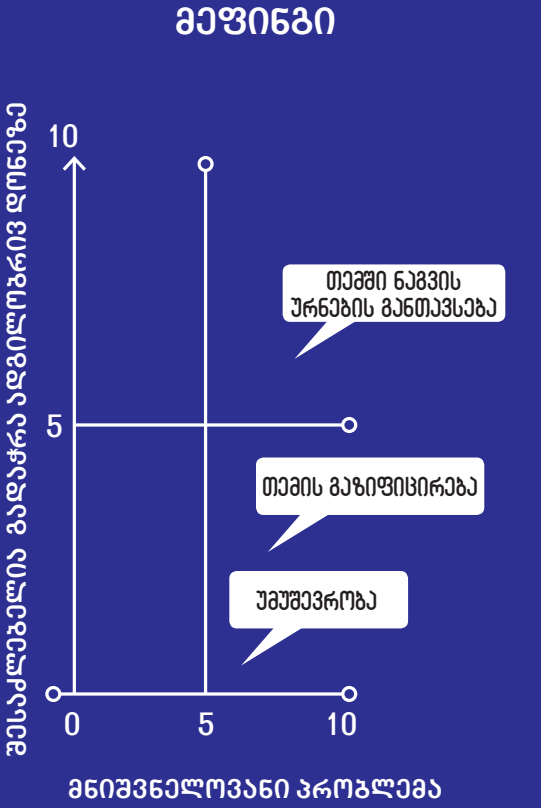 მეფინგი
შესაძლებელია გადაჭრა ადგილობრივ დონეზე
10
თემში ნაგვის
ურნების განთავსება
5
თემის გაზიფიცირება
უმუშევრობა
0 5 10
მნიშვნელოვანი პრობლემა